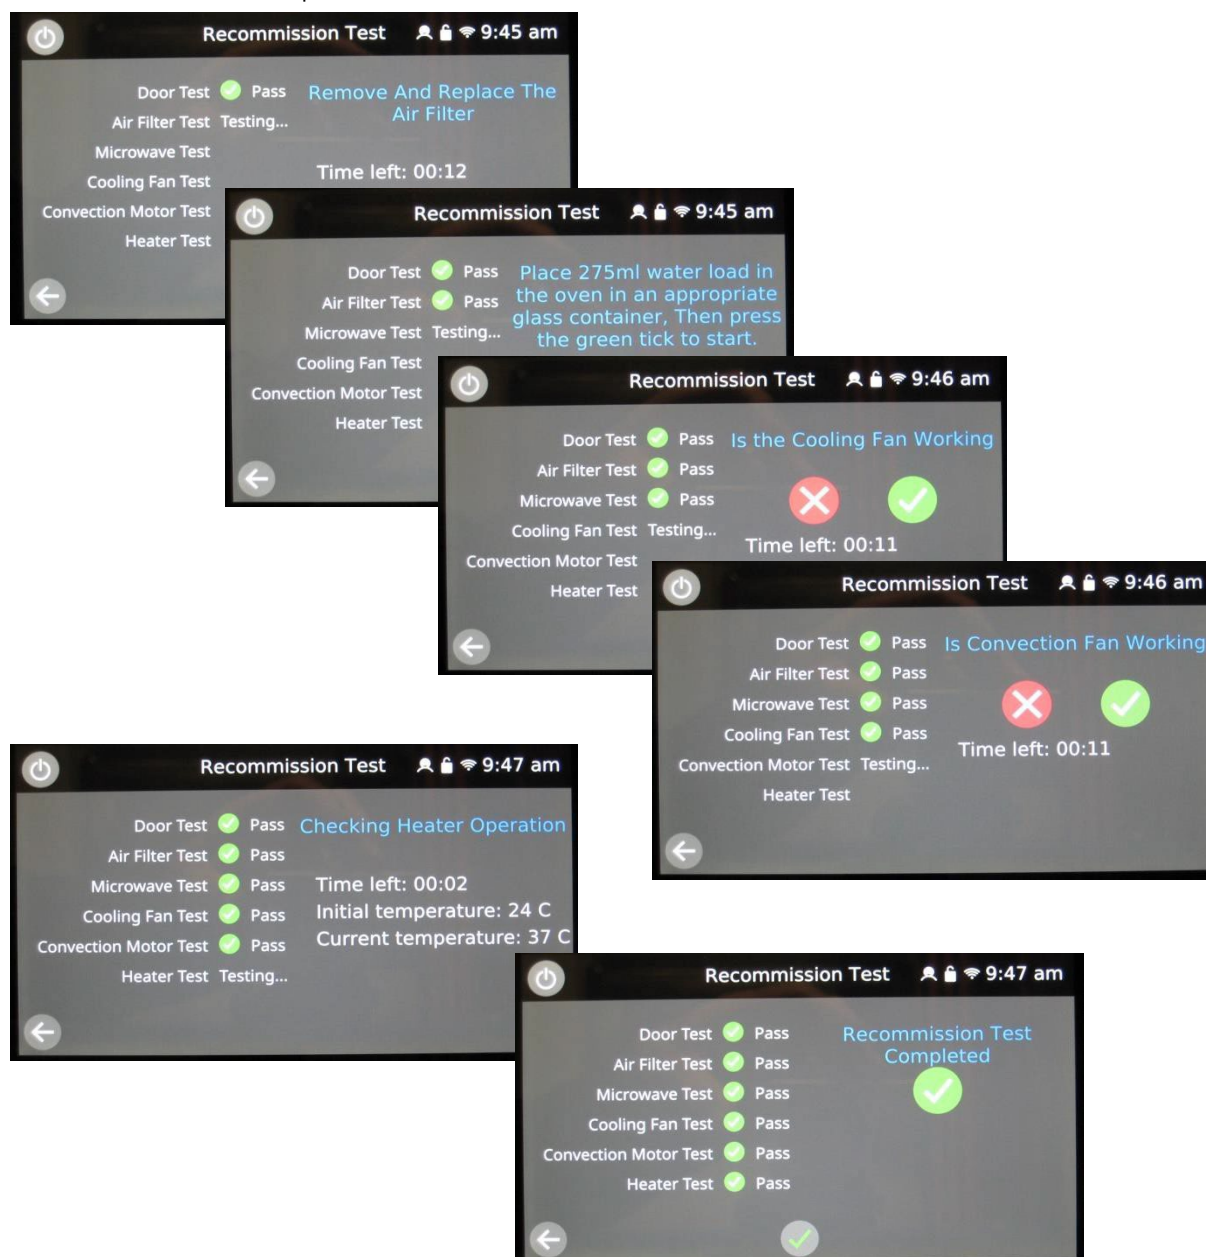 Recommission Test 9:45 am
Door Test Pass Remove And Replace The
Air Filter Test Testing... Air Filter
Microwave Test
Cooling Fan Test Time left: 00:12
Convection Motor Test
Heater Test
Recommission Test 9:45 am
Door Test Pass Place 275ml water load in
Air Filter Test Pass the oven in an appropriate
Microwave Test Testing... glass container, Then press
the green tick to start.
Cooling Fan Test
Convection Motor Test
Heater Test
Recommission Test 9:46 am
Door Test Pass Is the Cooling Fan Working
Air Filter Test Pass
Microwave Test Pass
Cooling Fan Test Testing...
Time left: 00:11
Convection Motor Test
Heater Test
Recommission Test 9:46 am
Door Test Pass Is Convection Fan Working
Air Filter Test Pass
Microwave Test Pass
Cooling Fan Test Pass
Time left: 00:11
Convection Motor Test Testing...
Heater Test
Recommission Test 9:47 am
Door Test Pass Checking Heater Operation
Air Filter Test Pass
Microwave Test Pass Time left: 00:02
Cooling Fan Test Pass Initial temperature: 24 C
Convection Motor Test Pass Current temperature: 37 C
Heater Test Testing...
Recommission Test 9:47 am
Door Test Pass Recommission Test
Completed
Air Filter Test Pass
Microwave Test Pass
Cooling Fan Test Pass
Convection Motor Test Pass
Heater Test Pass